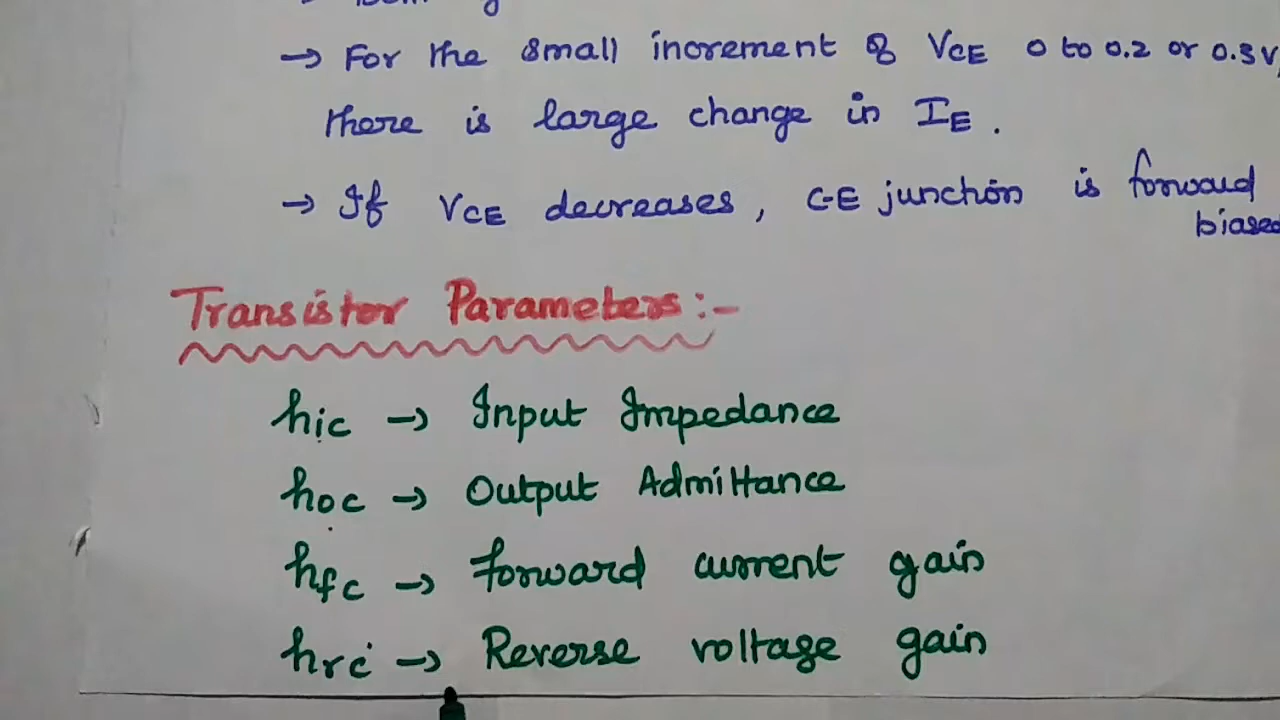 → For the small increment of VCE 0 to 0.2 or 0.3V,
there is large change in IE.
→ If VCE decreases, C-E junction is forward
biased
Transistor Parameters:-
hic → Input Impedance
hoc → Output Admittance
hfc → forward current gain
hrc → Reverse voltage gain